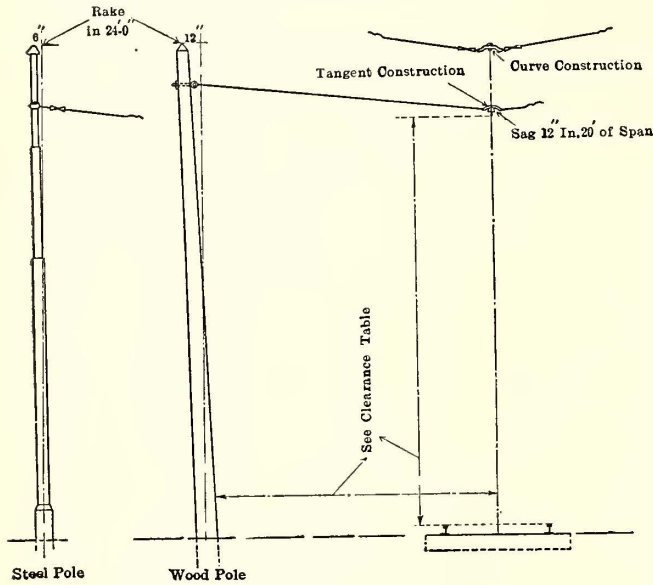 Rake
6" in 24'-0" 12"
Tangent Construction
Curve Construction
Sag 12" In. 20' of Span
See Clearance Table
Steel Pole
Wood Pole